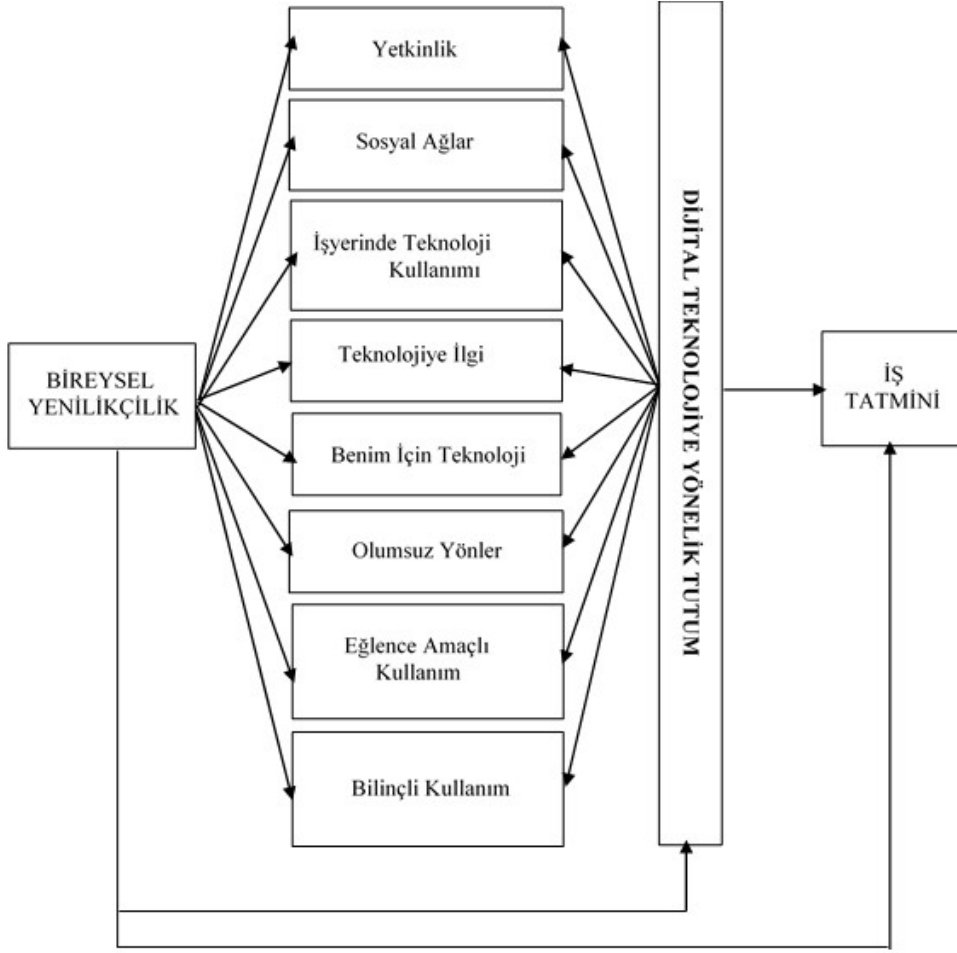 Yetkinlik
Sosyal Ağlar
İşyerinde Teknoloji
Kullanımı
Teknolojiye İlgi
Benim İçin Teknoloji
Olumsuz Yönler
Eğlence Amaçlı
Kullanım
Bilinçli Kullanım
BİREYSEL
YENİLİKÇİLİK
DİJİTAL TEKNOLOJİYE YÖNELİK TUTUM
İŞ
TATMİNİ